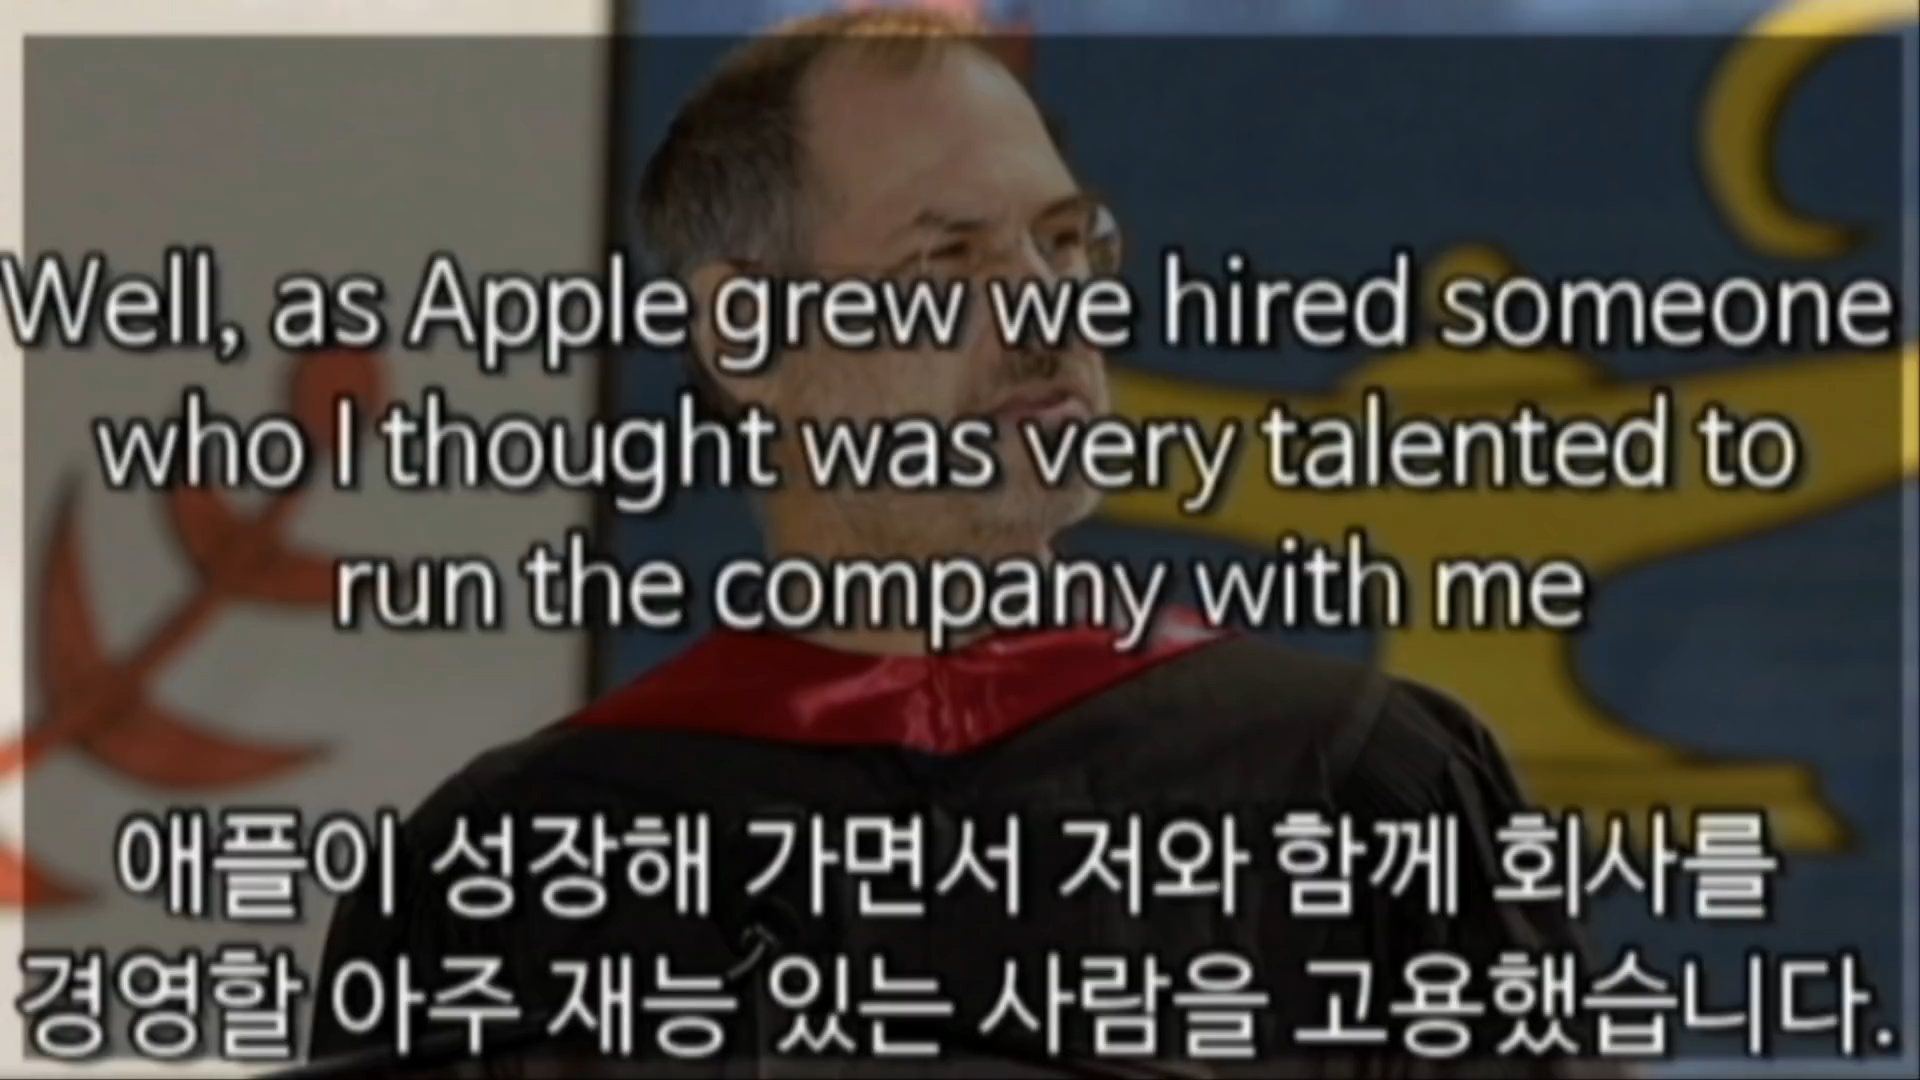 Well, as Apple grew we hired someone
who I thought was very talented to
run the company with me
애플이 성장해 가면서 저와 함께 회사를
경영할 아주 재능 있는 사람을 고용했습니다.